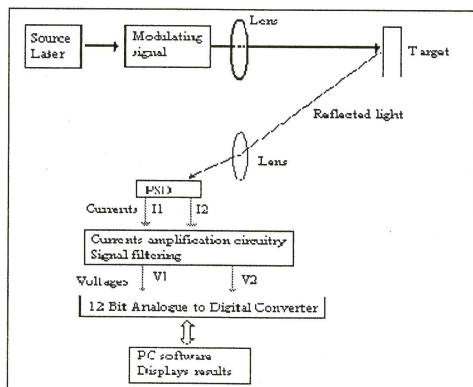 Lens
Source
Laser
Modulating
signal
Target
Reflected light
Lens
PSD
Currents I1 I2
Currents amplification circuitry
Signal filtering
Voltages V1 V2
12 Bit Analogue to Digital Converter
PC software
Displays results